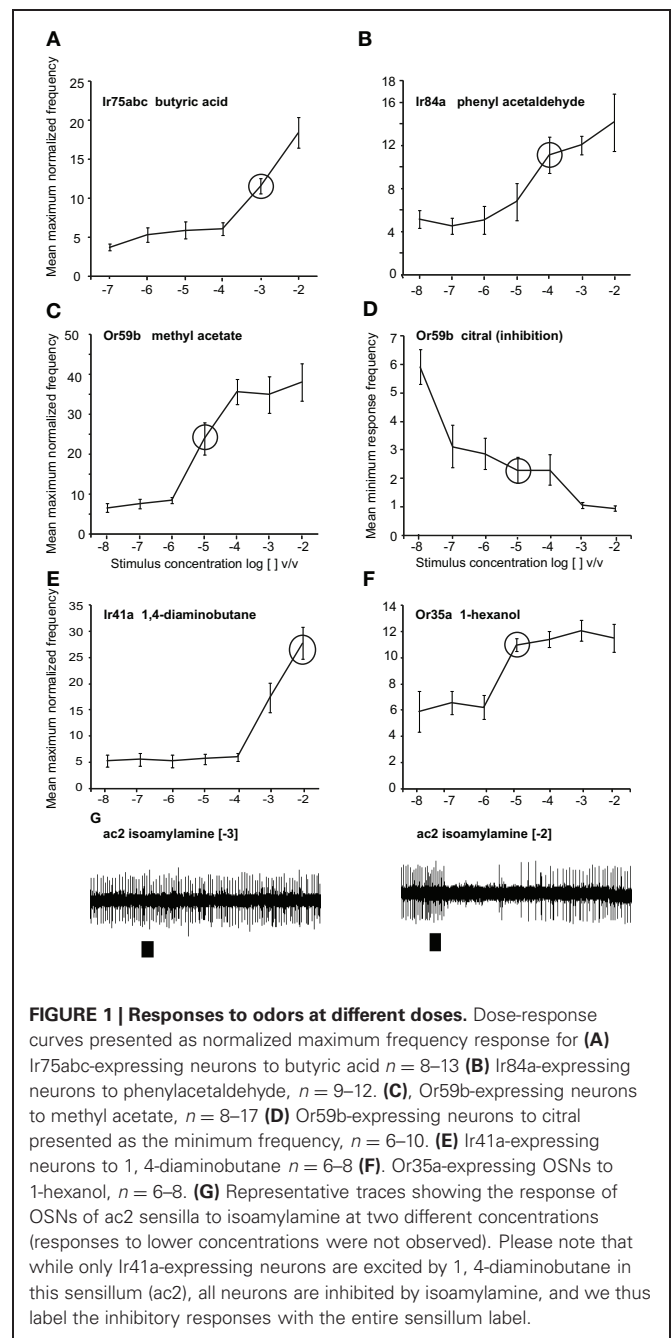 A
Ir75abc butyric acid
Mean maximum normalized frequency
25
20
15
10
5
0
-7 -6 -5 -4 -3 -2
B
Ir84a phenyl acetaldehyde
18
16
12
8
4
0
-8 -7 -6 -5 -4 -3 -2
C
Or59b methyl acetate
Mean maximum normalized frequency
50
40
30
20
10
0
-8 -7 -6 -5 -4 -3 -2
Stimulus concentration log [ ] v/v
D
Or59b citral (inhibition)
Mean minimum response frequency
7
6
5
4
3
2
1
0
-8 -7 -6 -5 -4 -3 -2
Stimulus concentration log [ ] v/v
E
Ir41a 1,4-diaminobutane
Mean maximum normalized frequency
35
30
25
20
15
10
5
0
-8 -7 -6 -5 -4 -3 -2
F
Or35a 1-hexanol
14
12
10
8
6
4
2
0
-8 -7 -6 -5 -4 -3 -2
G
ac2 isoamylamine [-3]
ac2 isoamylamine [-2]
FIGURE 1 | Responses to odors at different doses. Dose-response
curves presented as normalized maximum frequency response for (A)
Ir75abc-expressing neurons to butyric acid n = 8–13 (B) Ir84a-expressing
neurons to phenylacetaldehyde, n = 9–12. (C), Or59b-expressing neurons
to methyl acetate, n = 8–17 (D) Or59b-expressing neurons to citral
presented as the minimum frequency, n = 6–10. (E) Ir41a-expressing
neurons to 1, 4-diaminobutane n = 6–8 (F). Or35a-expressing OSNs to
1-hexanol, n = 6–8. (G) Representative traces showing the response of
OSNs of ac2 sensilla to isoamylamine at two different concentrations
(responses to lower concentrations were not observed). Please note that
while only Ir41a-expressing neurons are excited by 1, 4-diaminobutane in
this sensillum (ac2), all neurons are inhibited by isoamylamine, and we thus
label the inhibitory responses with the entire sensillum label.